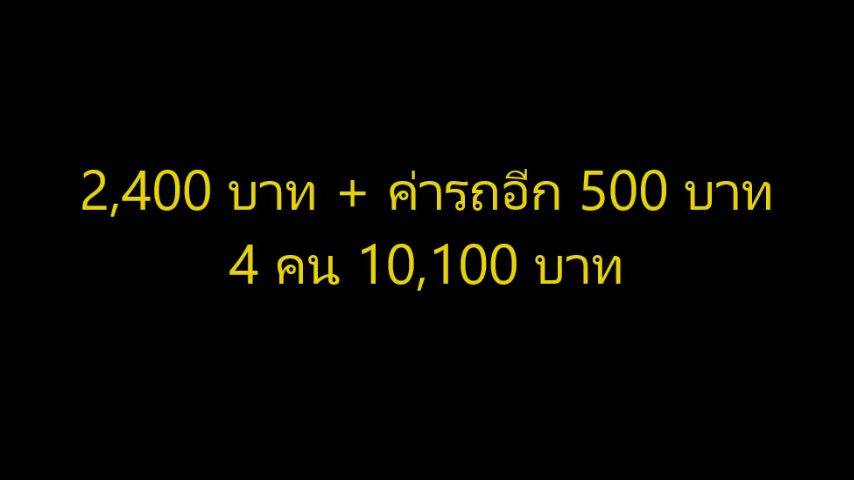 2,400 บาท + ค่ารถอีก 500 บาท
4 คน 10,100 บาท